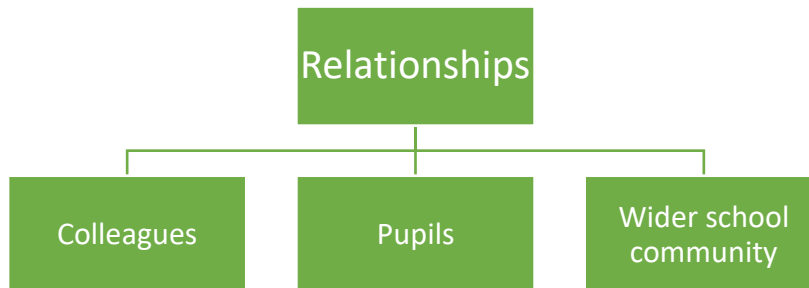 Relationships
Colleagues
Pupils
Wider school
community